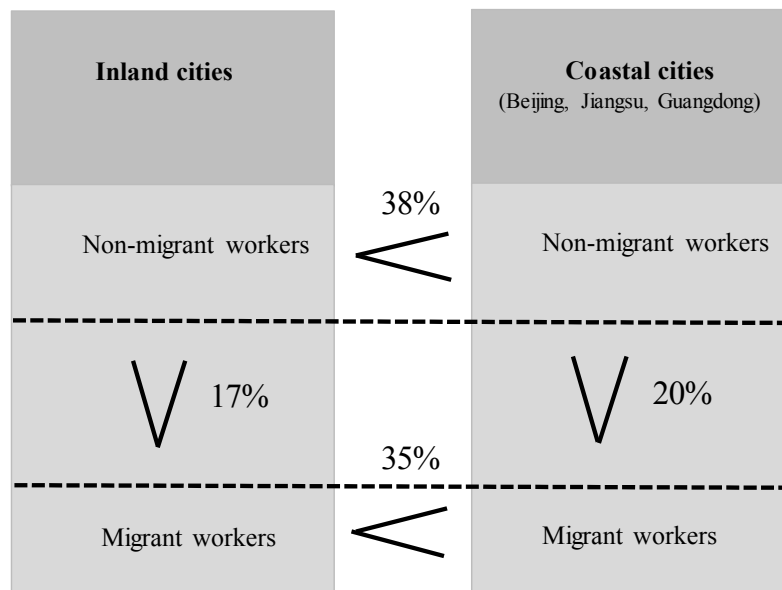 Inland cities
Coastal cities
(Beijing, Jiangsu, Guangdong)
38%
Non-migrant workers
Non-migrant workers
17%
20%
35%
Migrant workers
Migrant workers